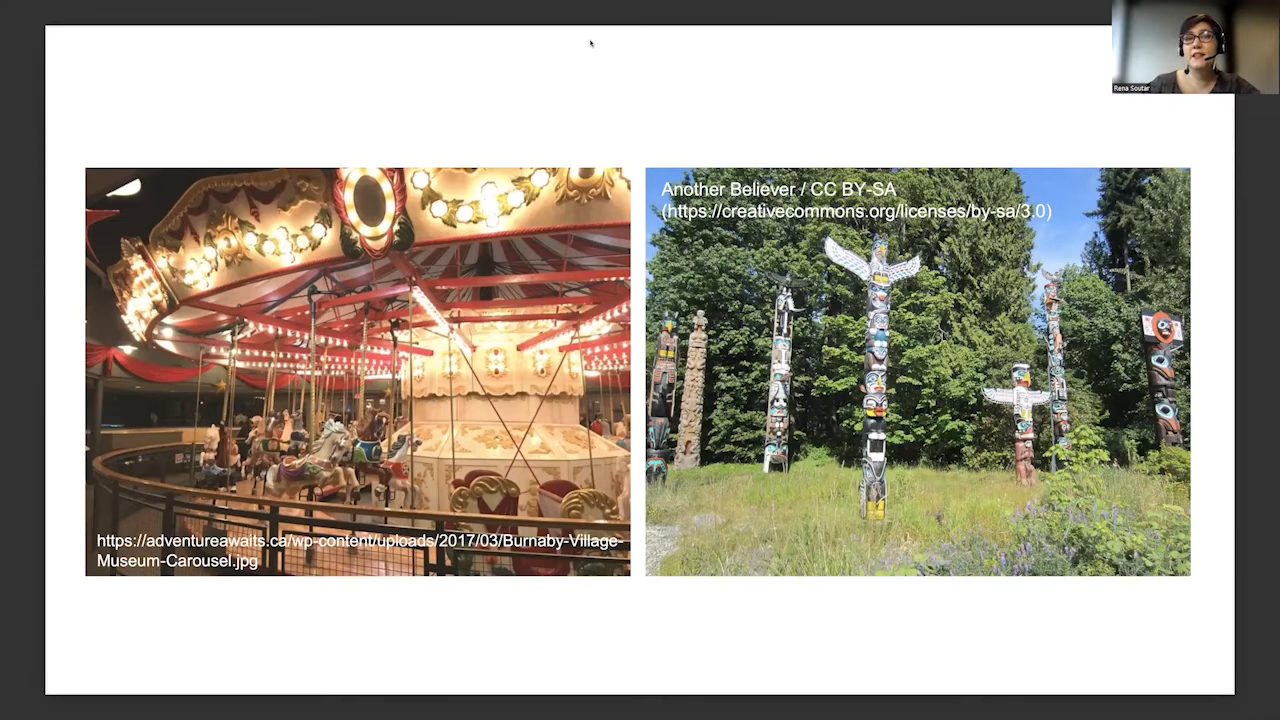 Rena Soutar
Another Believer / CC BY-SA
(https://creativecommons.org/licenses/by-sa/3.0)
https://adventureawaits.ca/wp-content/uploads/2017/03/Burnaby-Village-
Museum-Carousel.jpg